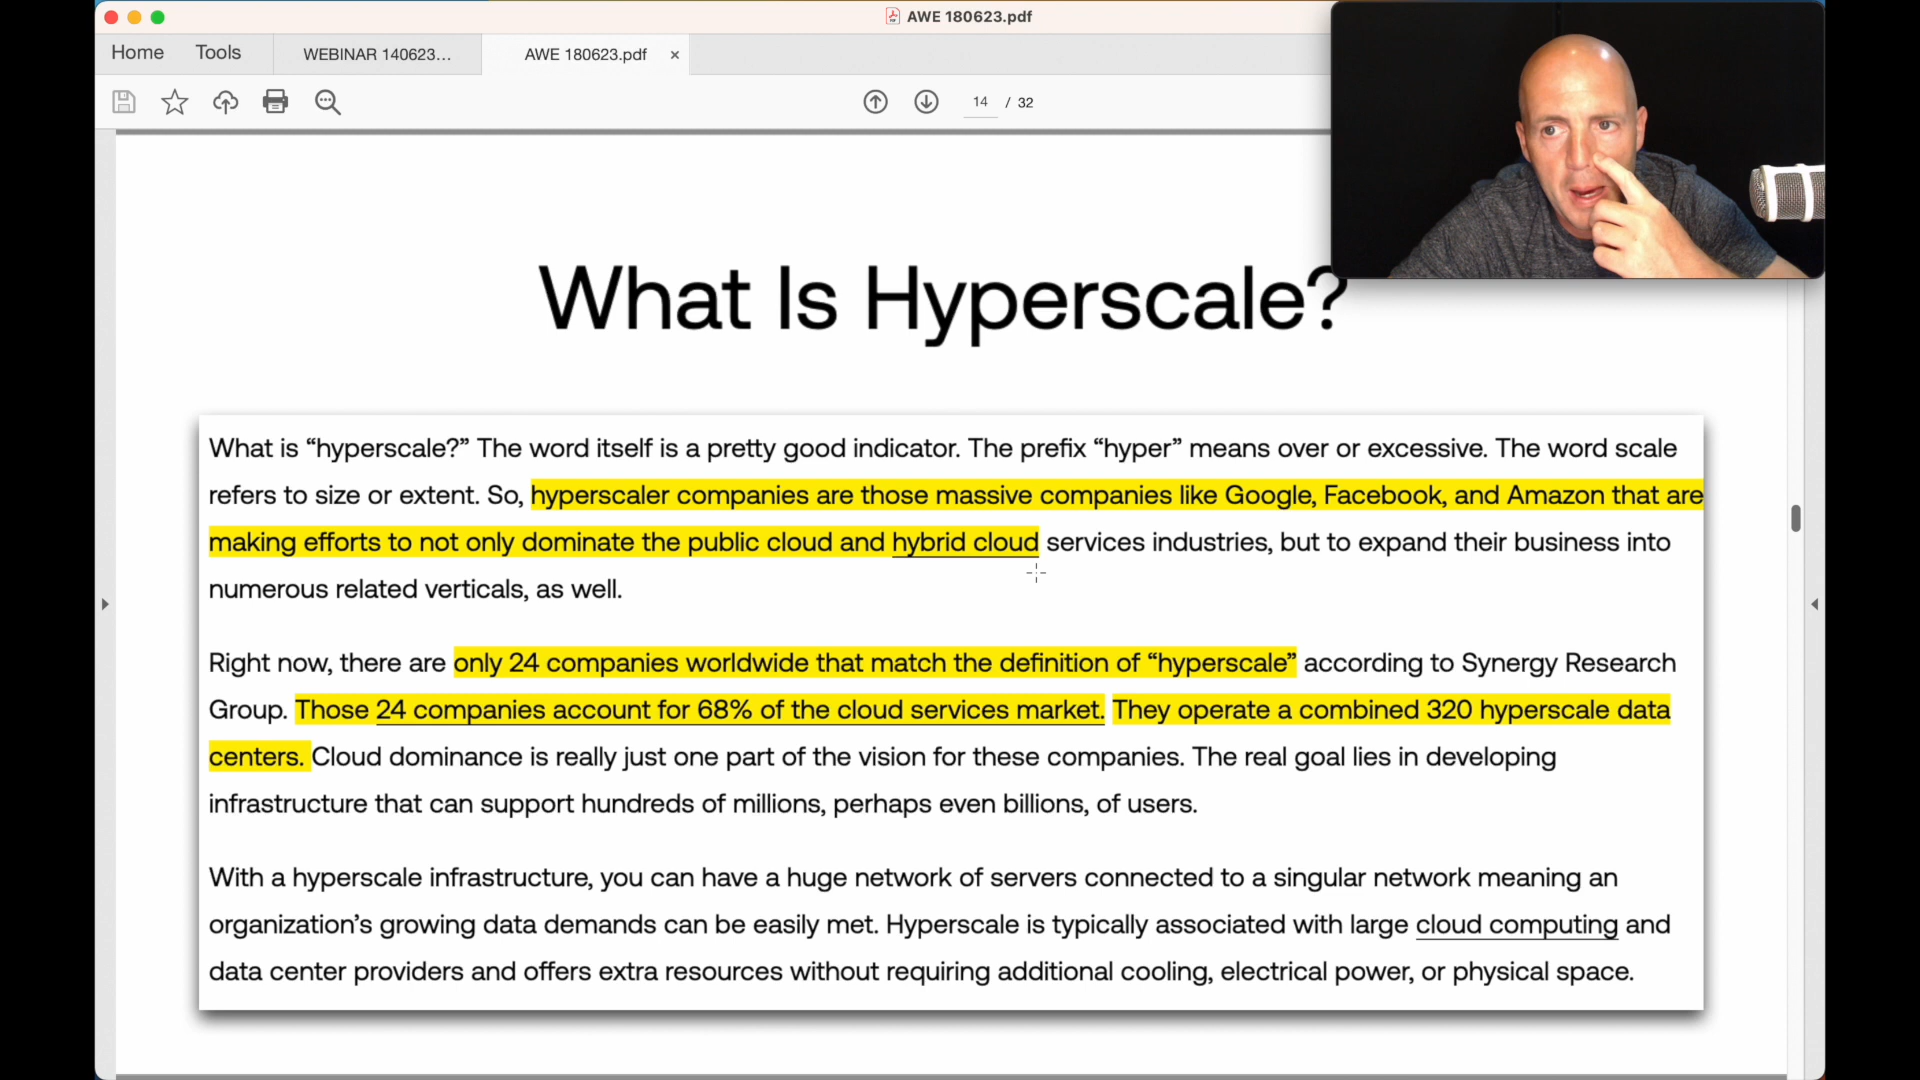 AWE 180623.pdf
Home Tools WEBINAR 140623... AWE 180623.pdf ×
14 / 32
What Is Hyperscale?
What is “hyperscale?” The word itself is a pretty good indicator. The prefix “hyper” means over or excessive. The word scale
refers to size or extent. So, hyperscaler companies are those massive companies like Google, Facebook, and Amazon that are
making efforts to not only dominate the public cloud and hybrid cloud services industries, but to expand their business into
numerous related verticals, as well.
Right now, there are only 24 companies worldwide that match the definition of “hyperscale” according to Synergy Research
Group. Those 24 companies account for 68% of the cloud services market. They operate a combined 320 hyperscale data
centers. Cloud dominance is really just one part of the vision for these companies. The real goal lies in developing
infrastructure that can support hundreds of millions, perhaps even billions, of users.
With a hyperscale infrastructure, you can have a huge network of servers connected to a singular network meaning an
organization’s growing data demands can be easily met. Hyperscale is typically associated with large cloud computing and
data center providers and offers extra resources without requiring additional cooling, electrical power, or physical space.